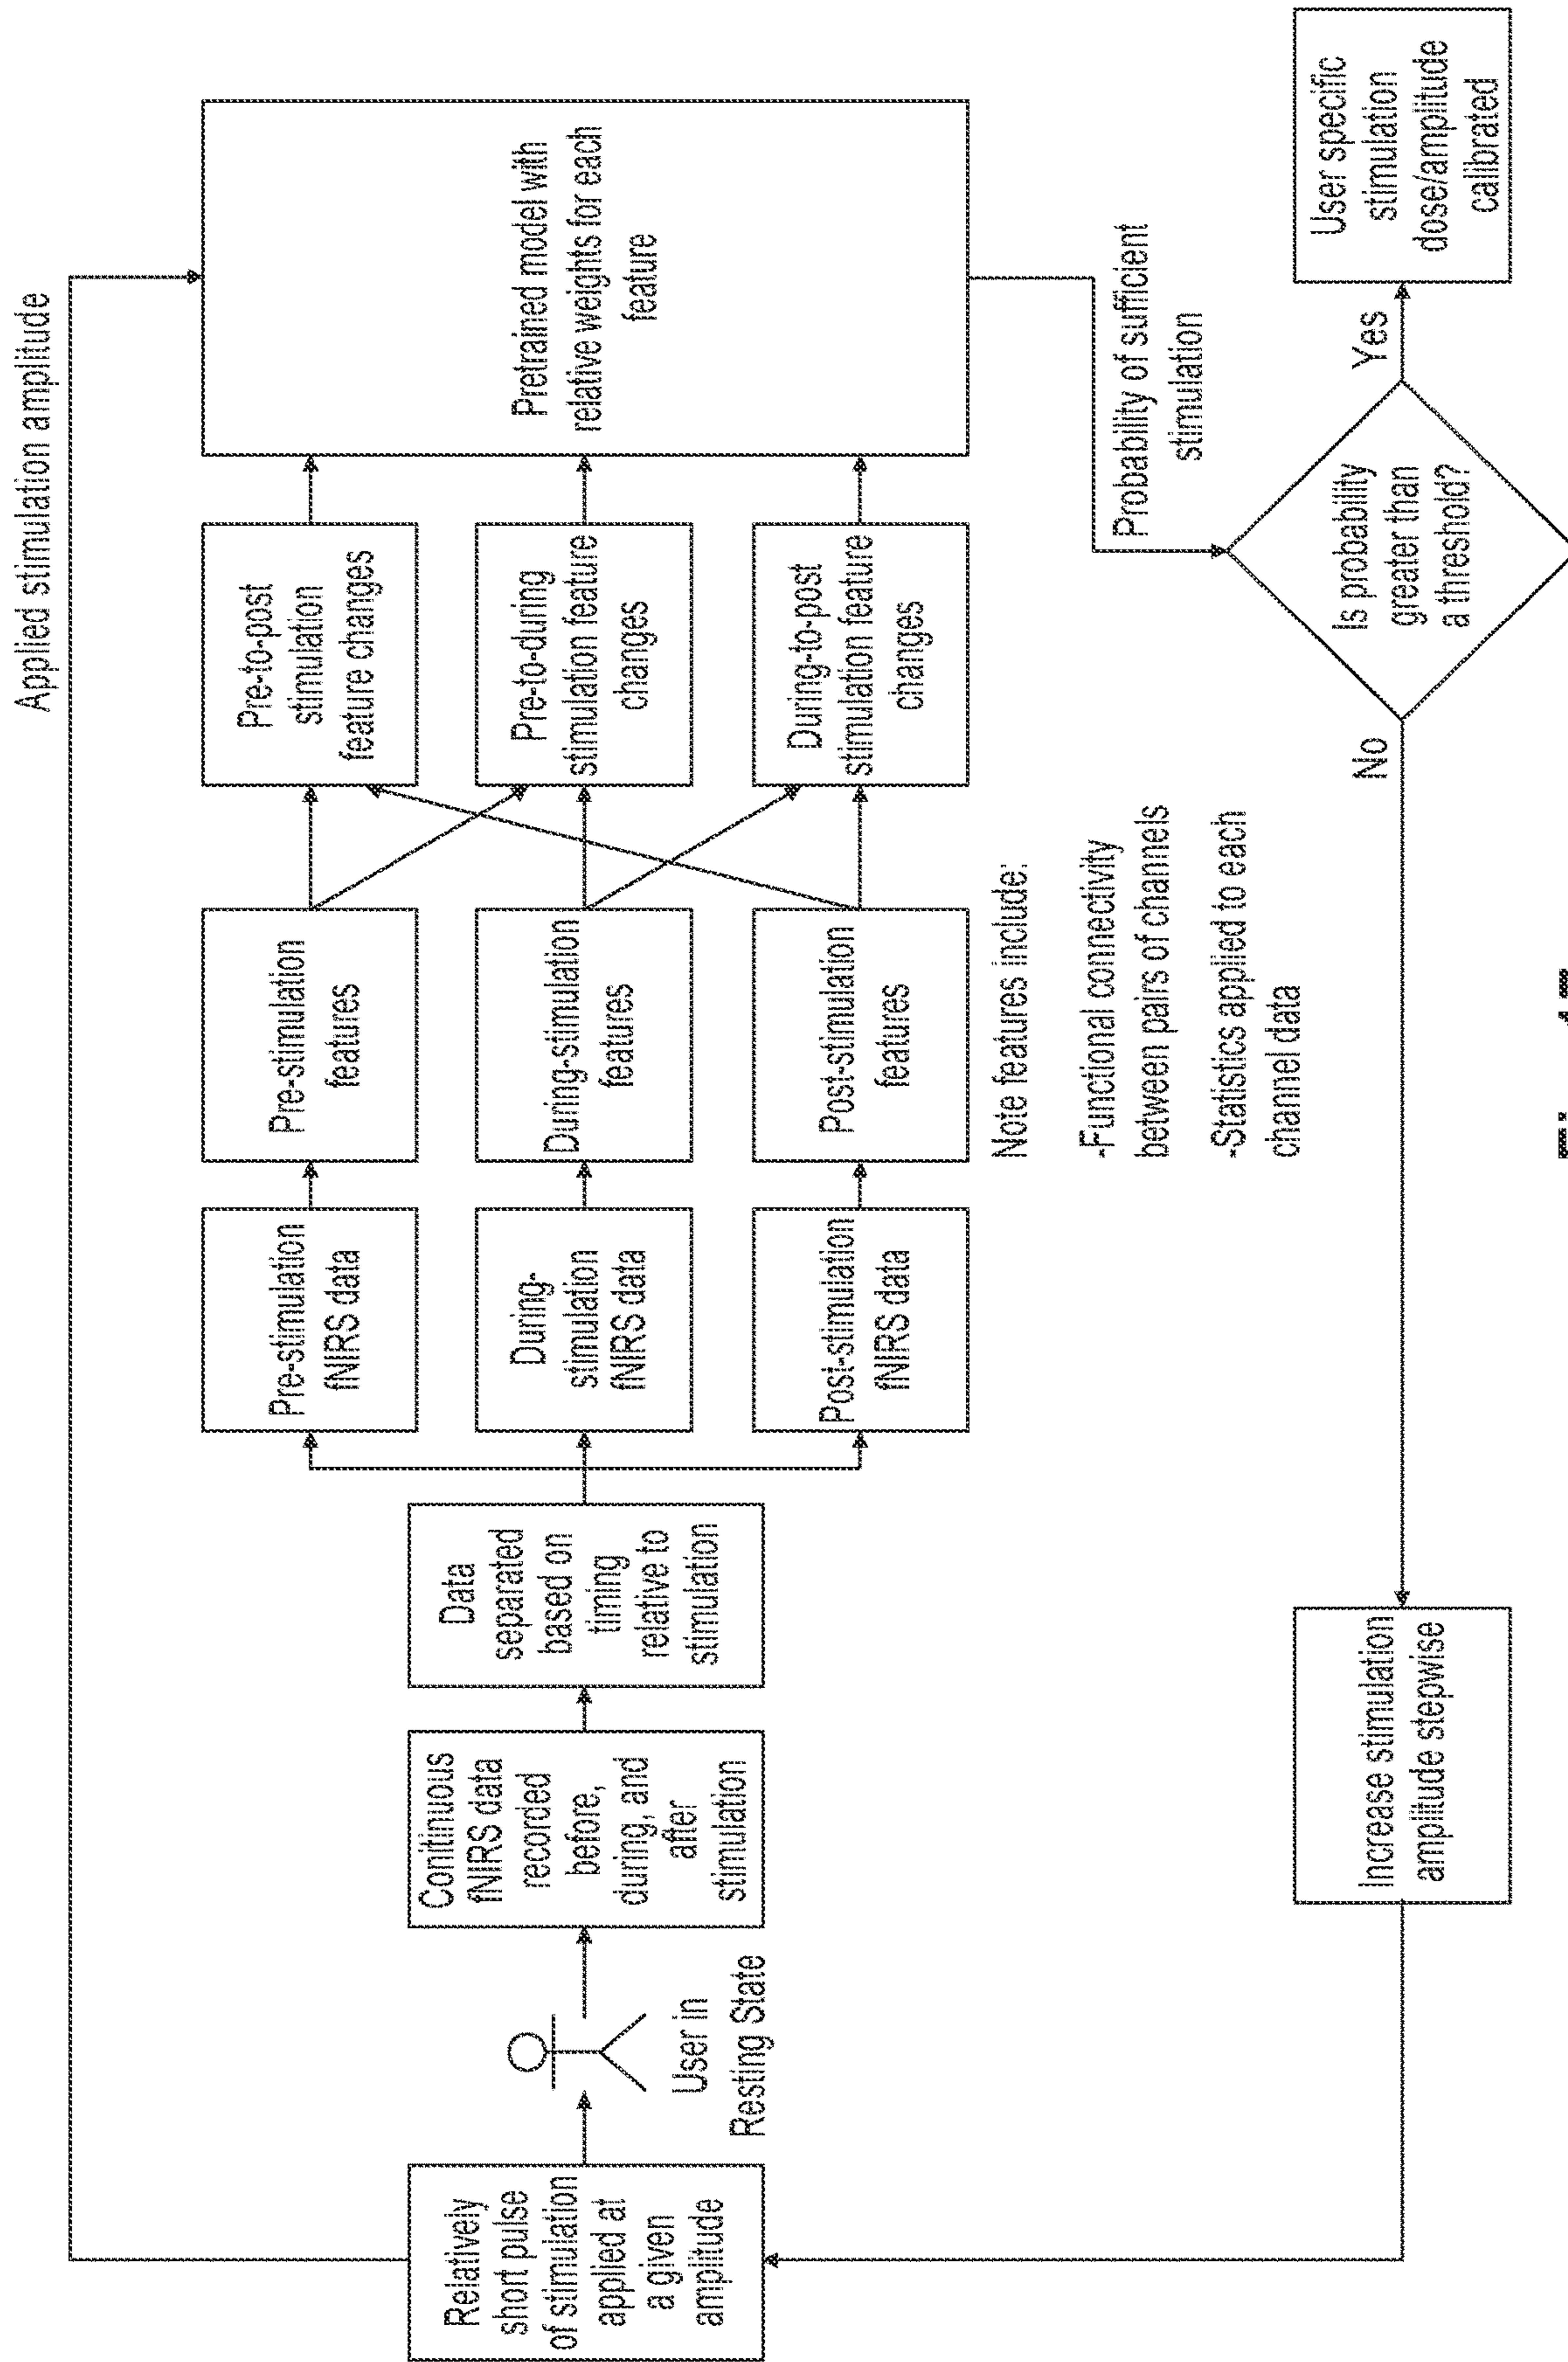 Applied stimulation amplitude
Relatively
short pulse
of stimulation
applied at
a given
amplitude
User in
Resting State
Conitinuous
fNIRS data
recorded
before,
during, and
after
stimulation
Data
separated
based on
timing
relative to
stimulation
Pre-stimulation
fNIRS data
During-
stimulation
fNIRS data
Post-stimulation
fNIRS data
Pre-stimulation
features
During-stimulation
features
Post-stimulation
features
Note features include:
-Functional connectivity
between pairs of channels
-Statistics applied to each
channel data
Pre-to-post
stimulation
feature changes
Pre-to-during
stimulation feature
changes
During-to-post
stimulation feature
changes
Pretrained model with
relative weights for each
feature
Probability of sufficient
stimulation
Is probability
greater than
a threshold?
Yes
User specific
stimulation
dose/amplitude
calibrated
No
Increase stimulation
amplitude stepwise